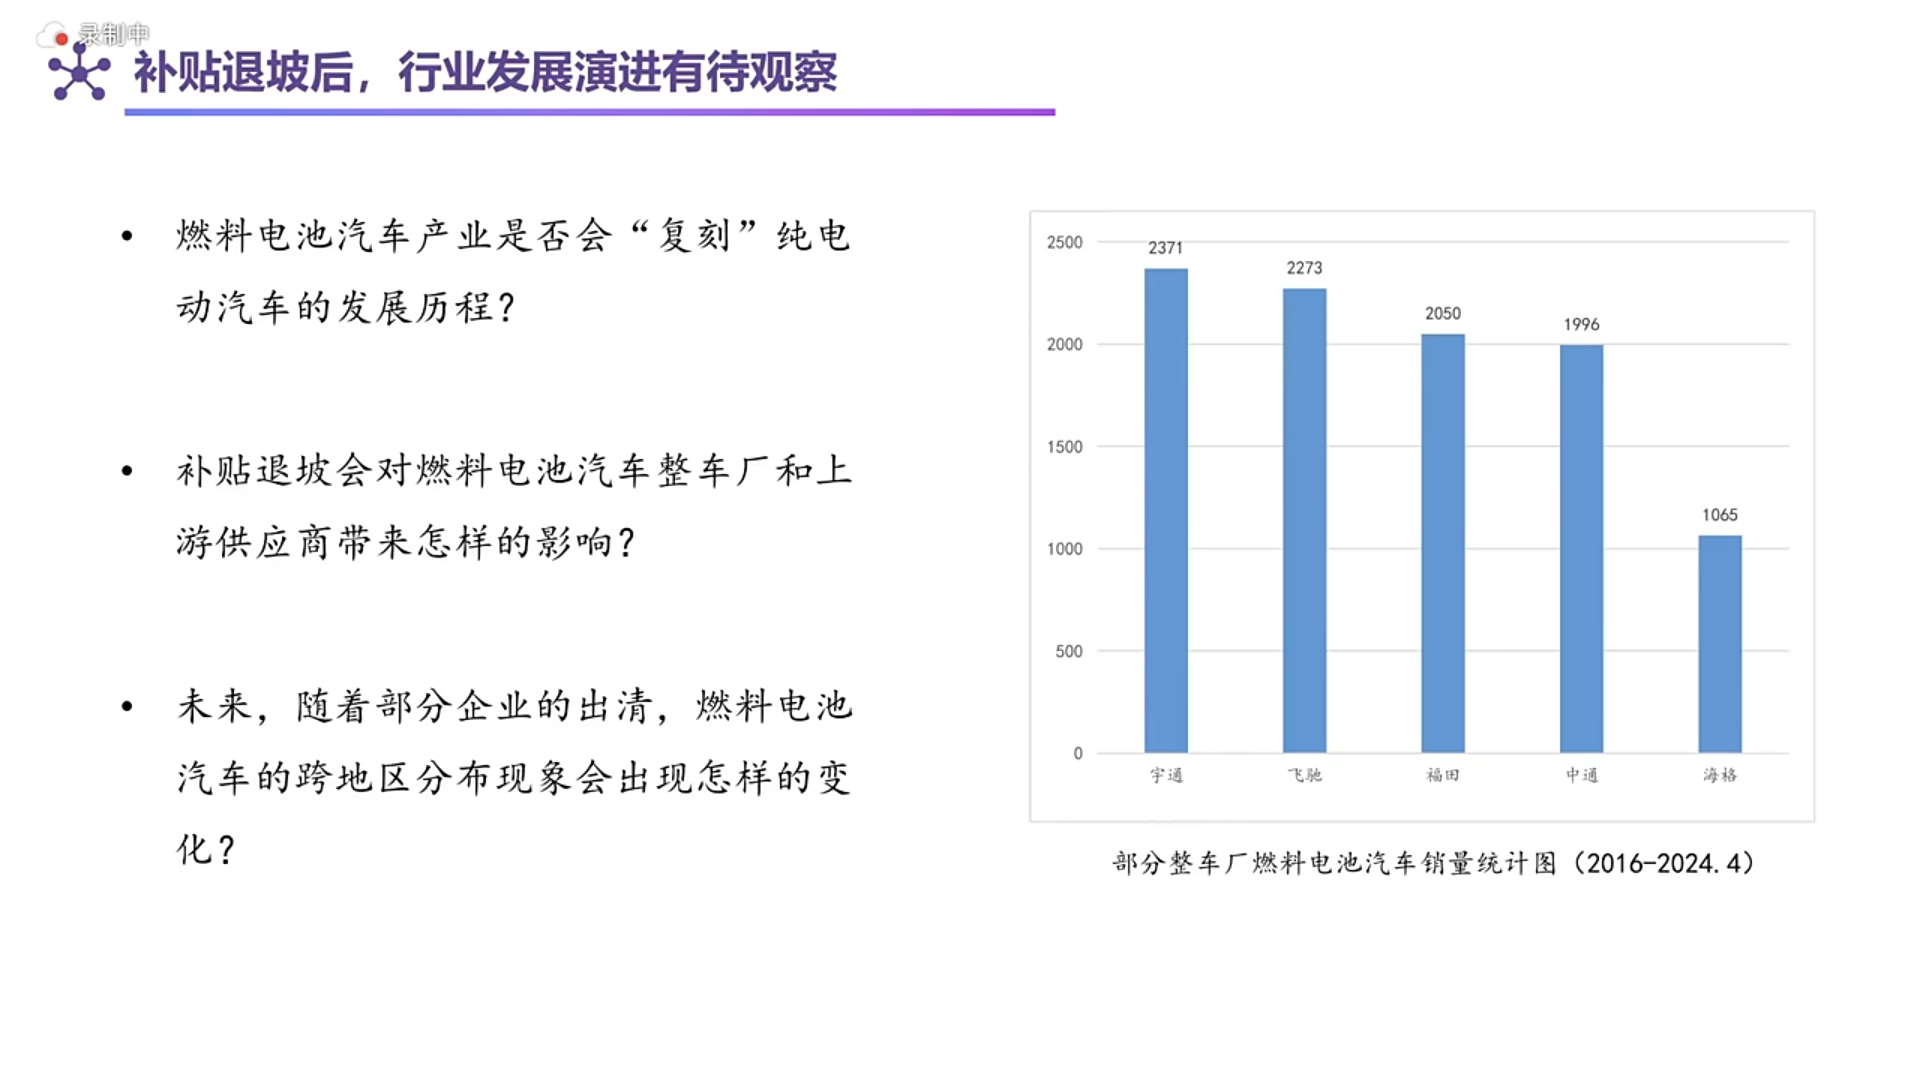 录制中
补贴退坡后，行业发展演进有待观察
• 燃料电池汽车产业是否会“复刻”纯电
动汽车的发展历程？
• 补贴退坡会对燃料电池汽车整车厂和上
游供应商带来怎样的影响？
• 未来，随着部分企业的出清，燃料电池
汽车的跨地区分布现象会出现怎样的变
化？
2500
2000
1500
1000
500
0
2371
2273
2050
1996
1065
宇通
飞驰
福田
中通
海格
部分整车厂燃料电池汽车销量统计图（2016-2024.4）